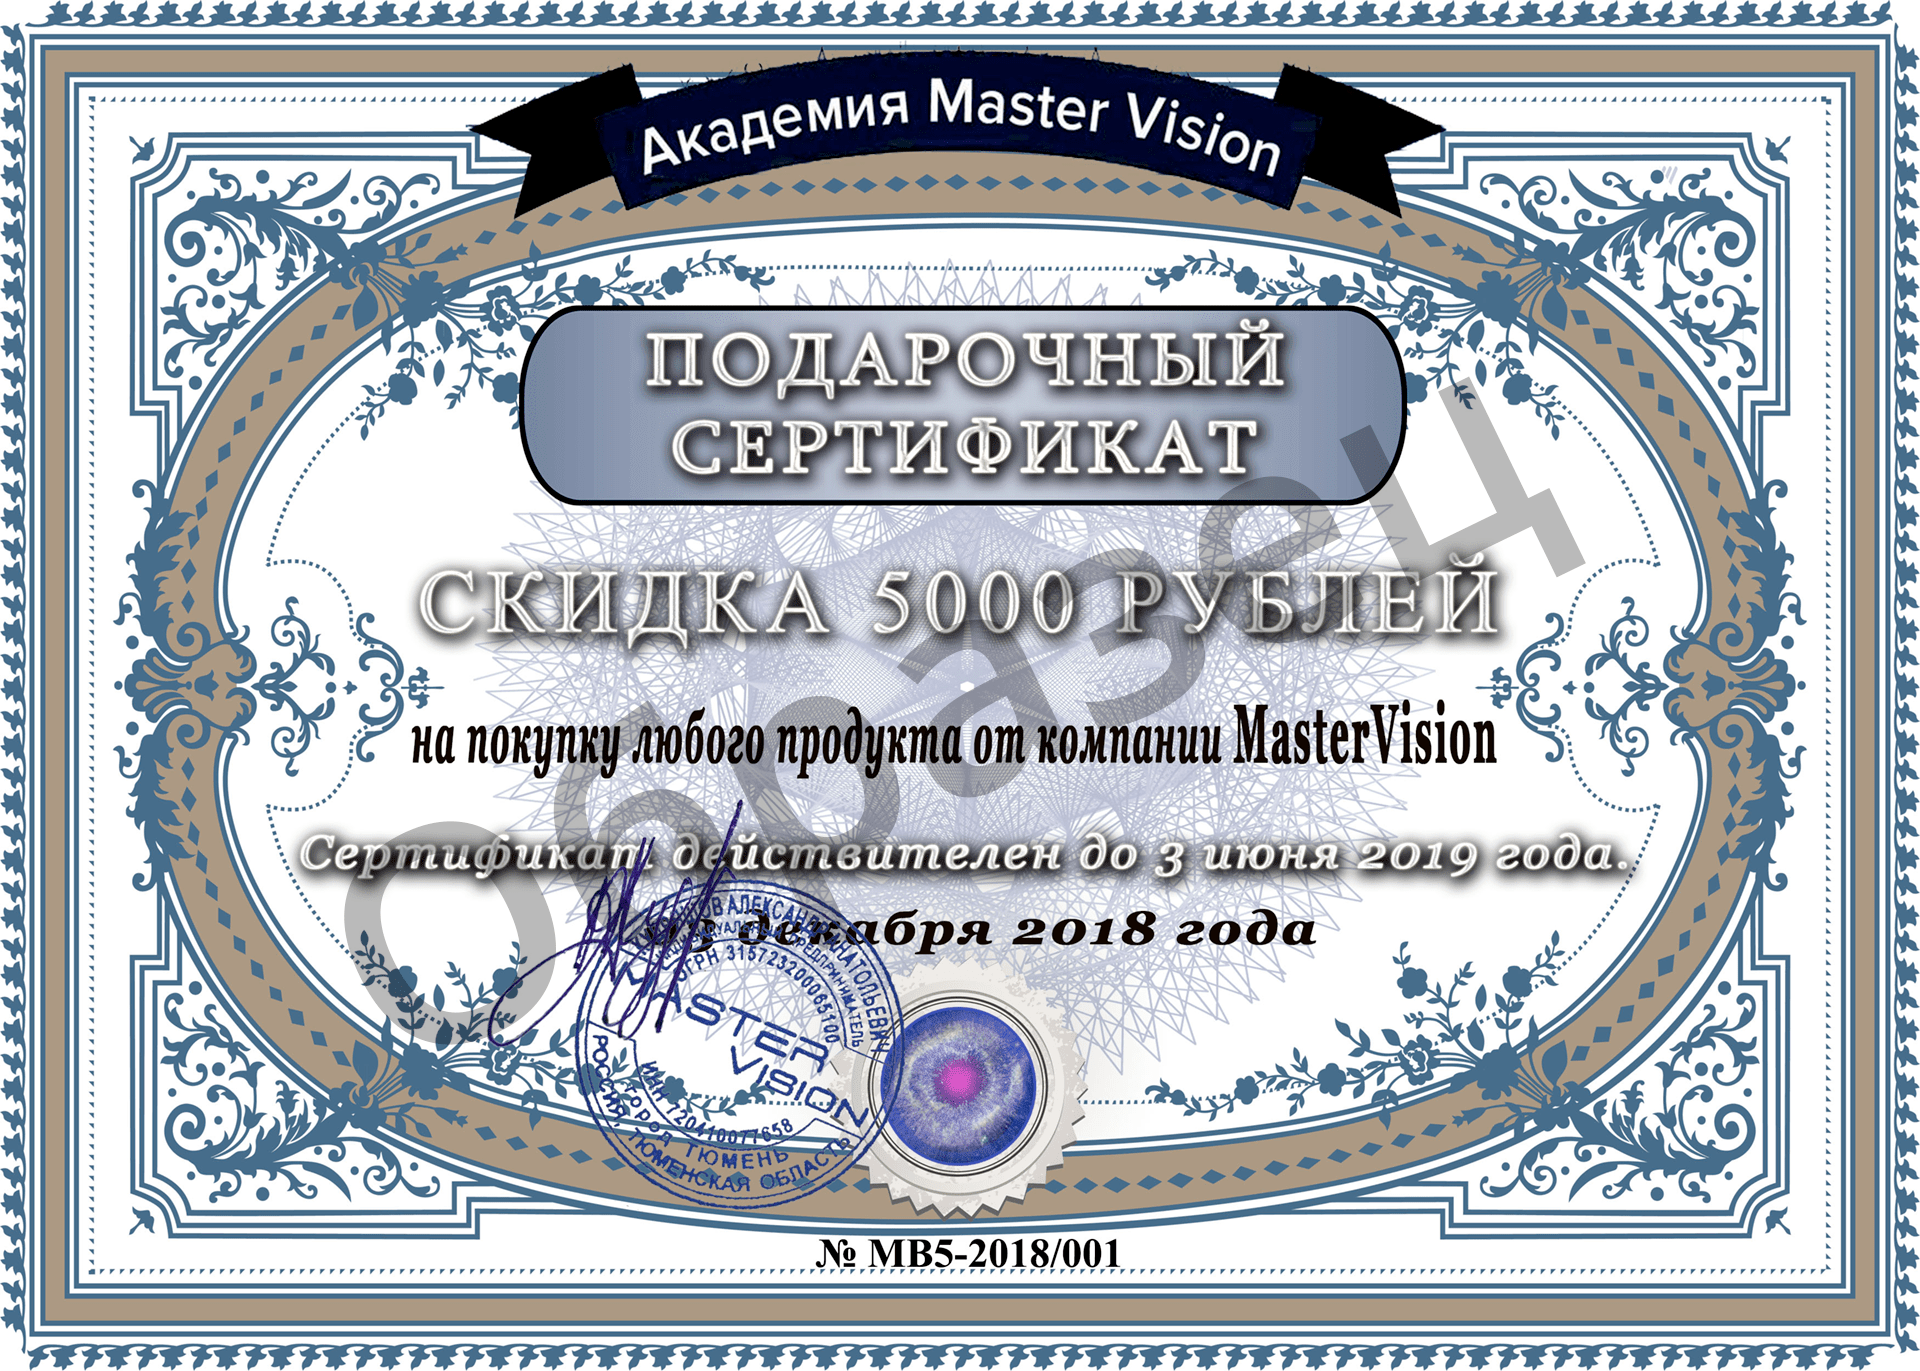 Академия Master Vision
ПОДАРОЧНЫЙ
СЕРТИФИКАТ
СКИДКА 5000 РУБЛЕЙ
на покупку любого продукта от компании MasterVision
Сертификат действителен до 3 июня 2019 года.
декабря 2018 года
Образец
АЛЕКСАНДР АНАТОЛЬЕВИЧ
ИНДИВИДУАЛЬНЫЙ ПРЕДПРИНИМАТЕЛЬ
ОГРН 315723200065100
MASTER
VISION
ИНН 720410077658
город ТЮМЕНЬ
РОССИЯ, ТЮМЕНСКАЯ ОБЛАСТЬ
№ МВ5-2018/001